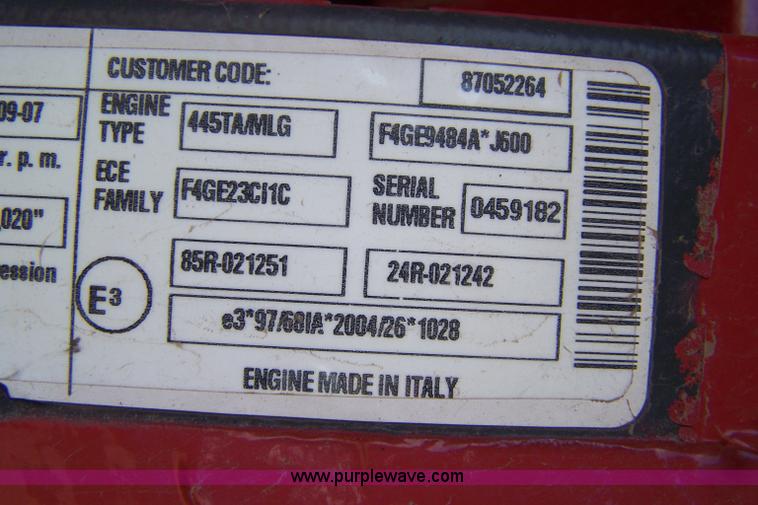 CUSTOMER CODE: 87052264
09-07
ENGINE TYPE 445TA/MLG F4GE9484A*J600
r. p. m.
ECE FAMILY F4GE23CI1C SERIAL NUMBER 0459182
,020"
ession
85R-021251 24R-021242
E3
e3*97/68IA*2004/26*1028
ENGINE MADE IN ITALY
www.purplewave.com